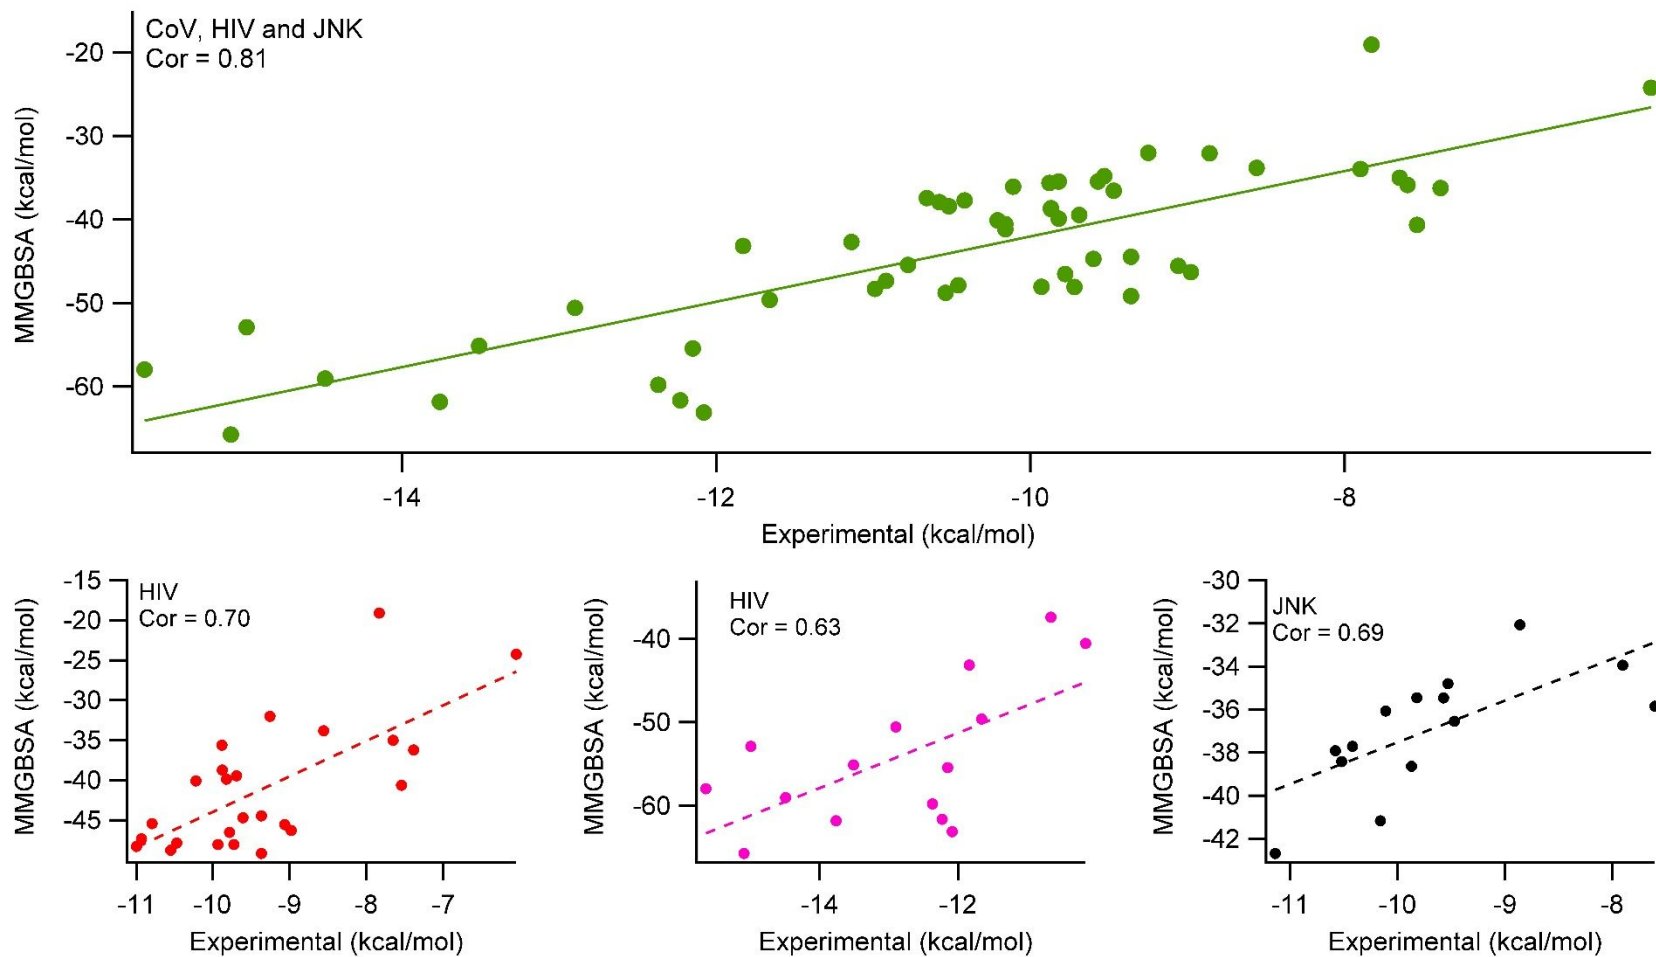 CoV, HIV and JNK
Cor = 0.81
MMGBSA (kcal/mol)
-20
-30
-40
-50
-60
-14
-12
-10
-8
Experimental (kcal/mol)
HIV
Cor = 0.70
MMGBSA (kcal/mol)
-15
-20
-25
-30
-35
-40
-45
-11
-10
-9
-8
-7
Experimental (kcal/mol)
HIV
Cor = 0.63
MMGBSA (kcal/mol)
-40
-50
-60
-14
-12
Experimental (kcal/mol)
JNK
Cor = 0.69
MMGBSA (kcal/mol)
-30
-32
-34
-36
-38
-40
-42
-11
-10
-9
-8
Experimental (kcal/mol)